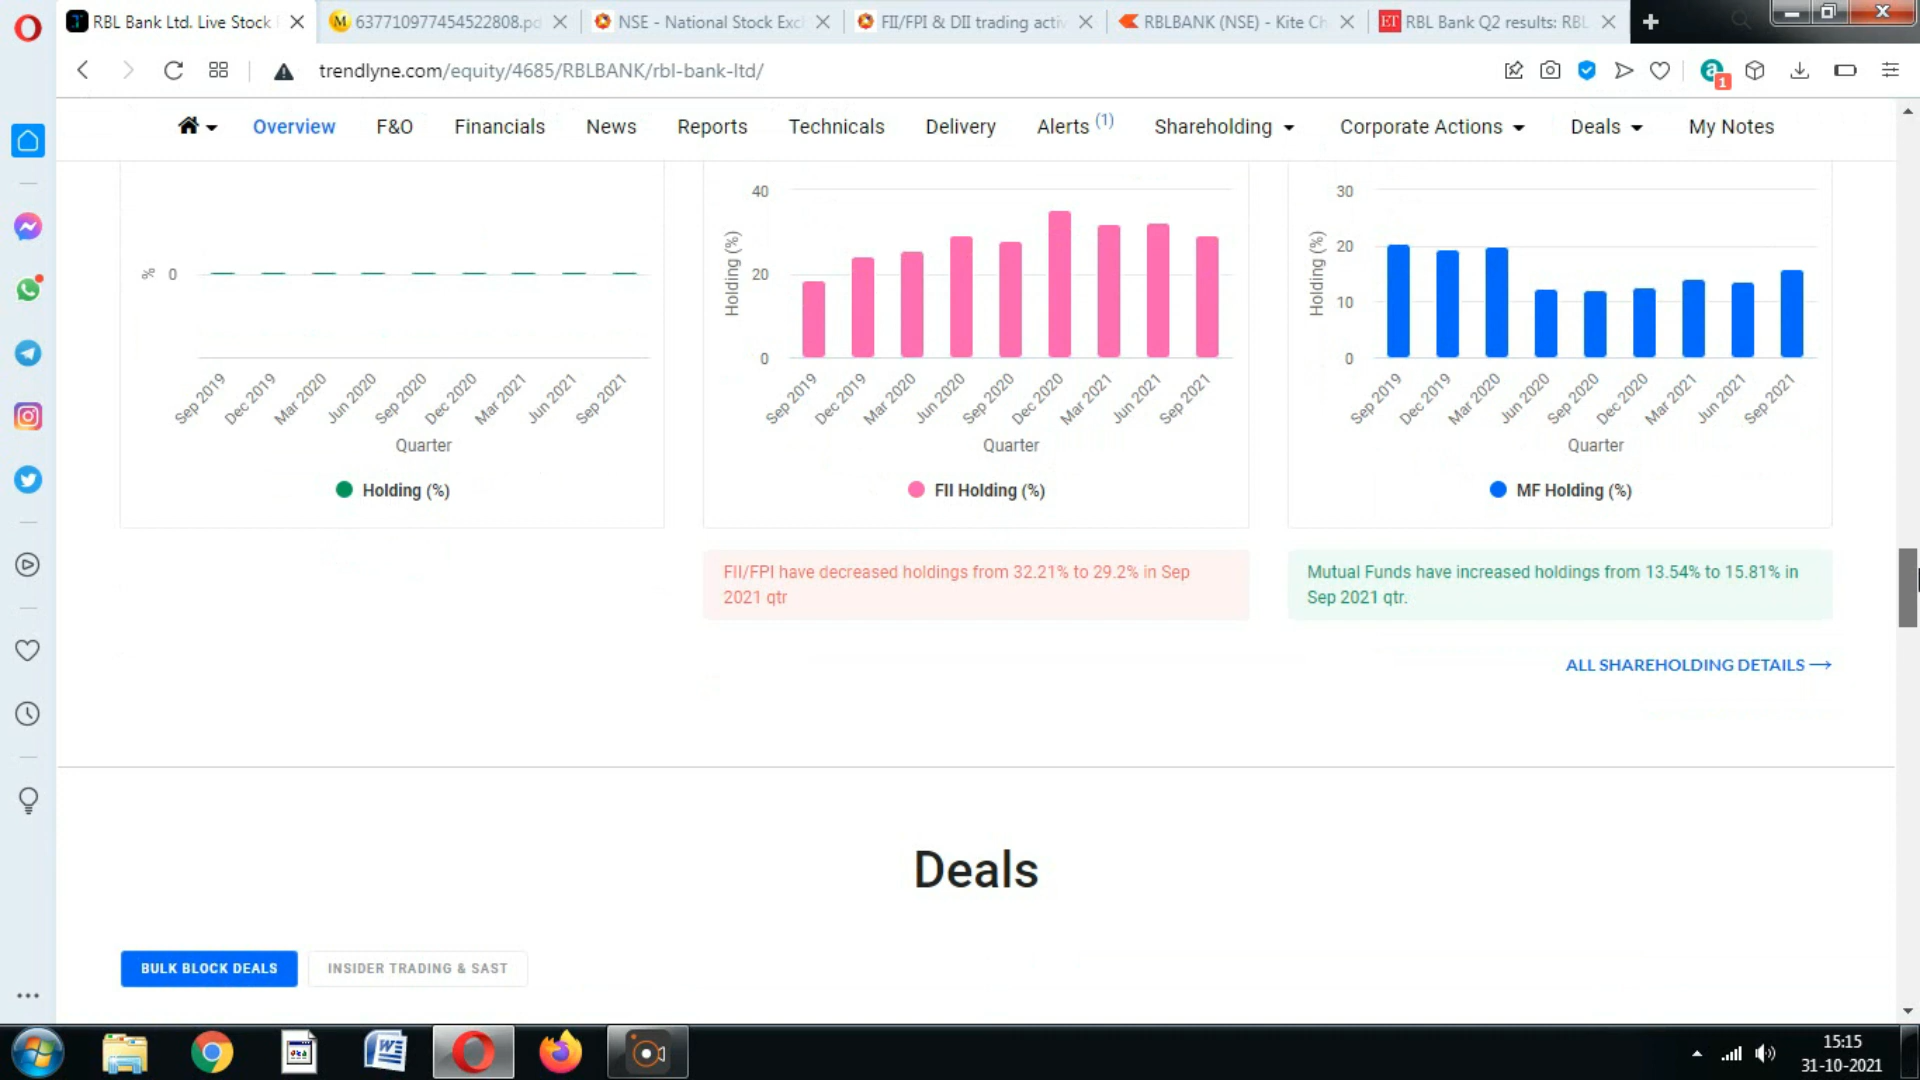 RBL Bank Ltd. Live Stock
637710977454522808.pd
NSE - National Stock Exc
FII/FPI & DII trading activ
RBLBANK (NSE) - Kite Ch
ET RBL Bank Q2 results: RBL
trendlyne.com/equity/4685/RBLBANK/rbl-bank-ltd/
1
Overview F&O Financials News Reports Technicals Delivery Alerts (1) Shareholding Corporate Actions Deals My Notes
%
0
Sep 2019 Dec 2019 Mar 2020 Jun 2020 Sep 2020 Dec 2020 Mar 2021 Jun 2021 Sep 2021
Quarter
Holding (%)
Holding (%)
40
20
0
Sep 2019 Dec 2019 Mar 2020 Jun 2020 Sep 2020 Dec 2020 Mar 2021 Jun 2021 Sep 2021
Quarter
FII Holding (%)
FII/FPI have decreased holdings from 32.21% to 29.2% in Sep
2021 qtr
Holding (%)
30
20
10
0
Sep 2019 Dec 2019 Mar 2020 Jun 2020 Sep 2020 Dec 2020 Mar 2021 Jun 2021 Sep 2021
Quarter
MF Holding (%)
Mutual Funds have increased holdings from 13.54% to 15.81% in
Sep 2021 qtr.
ALL SHAREHOLDING DETAILS
Deals
BULK BLOCK DEALS
INSIDER TRADING & SAST
15:15
31-10-2021